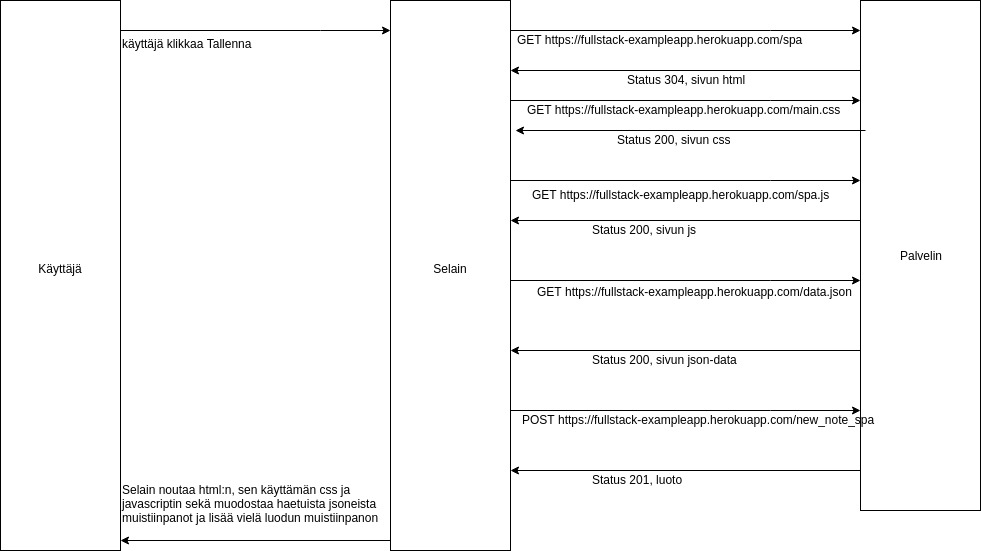 käyttäjä klikkaa Tallenna
GET https://fullstack-exampleapp.herokuapp.com/spa
Status 304, sivun html
GET https://fullstack-exampleapp.herokuapp.com/main.css
Status 200, sivun css
GET https://fullstack-exampleapp.herokuapp.com/spa.js
Status 200, sivun js
Käyttäjä
Selain
Palvelin
GET https://fullstack-exampleapp.herokuapp.com/data.json
Status 200, sivun json-data
POST https://fullstack-exampleapp.herokuapp.com/new_note_spa
Status 201, luoto
Selain noutaa html:n, sen käyttämän css ja
javascriptin sekä muodostaa haetuista jsoneista
muistiinpanot ja lisää vielä luodun muistiinpanon